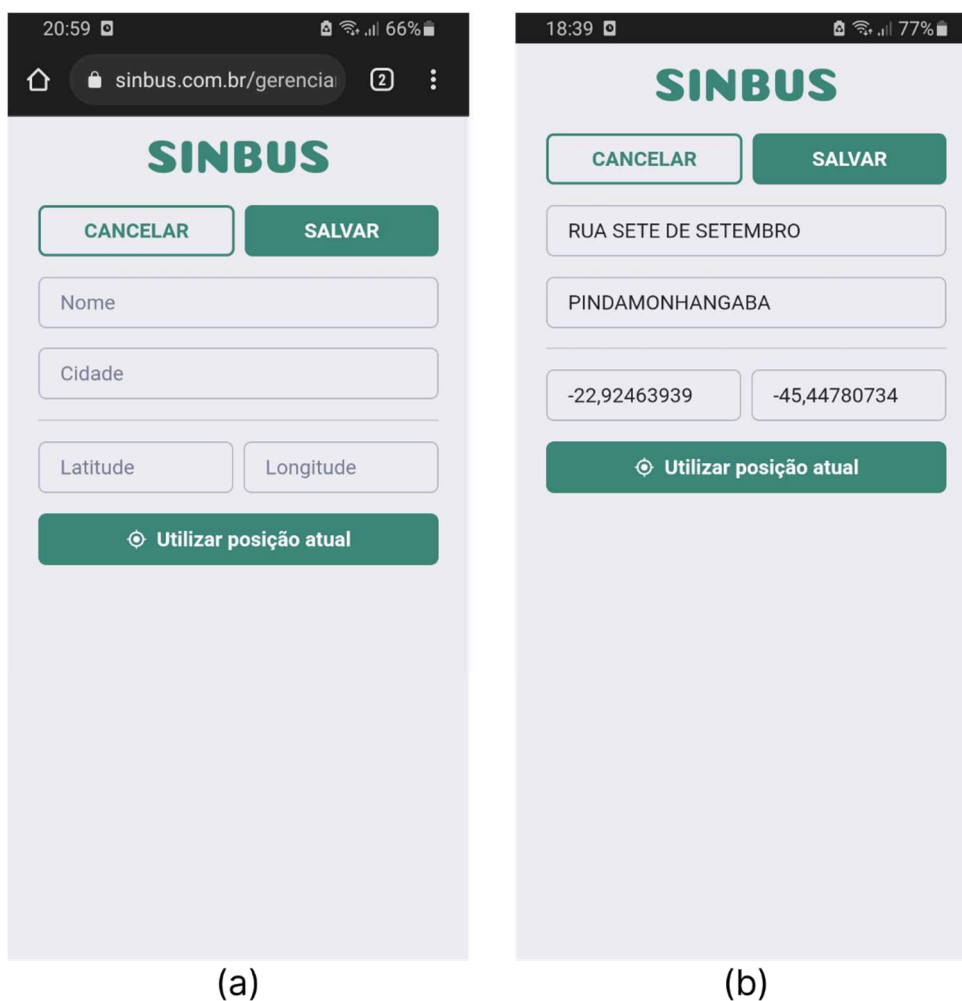 20:59 66%
sinbus.com.br/gerencia 2
SINBUS
CANCELAR SALVAR
Nome
Cidade
Latitude Longitude
Utilizar posição atual
(a)
18:39 77%
SINBUS
CANCELAR SALVAR
RUA SETE DE SETEMBRO
PINDAMONHANGABA
-22,92463939 -45,44780734
Utilizar posição atual
(b)